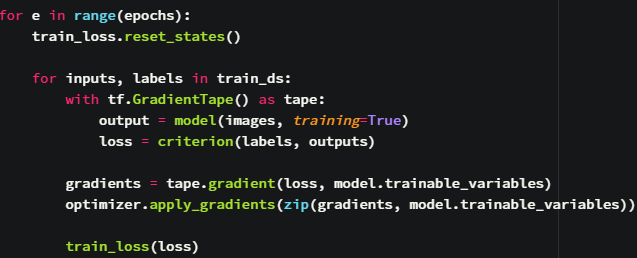 for e in range(epochs):
    train_loss.reset_states()

    for inputs, labels in train_ds:
        with tf.GradientTape() as tape:
            output = model(images, training=True)
            loss = criterion(labels, outputs)

        gradients = tape.gradient(loss, model.trainable_variables)
        optimizer.apply_gradients(zip(gradients, model.trainable_variables))

        train_loss(loss)